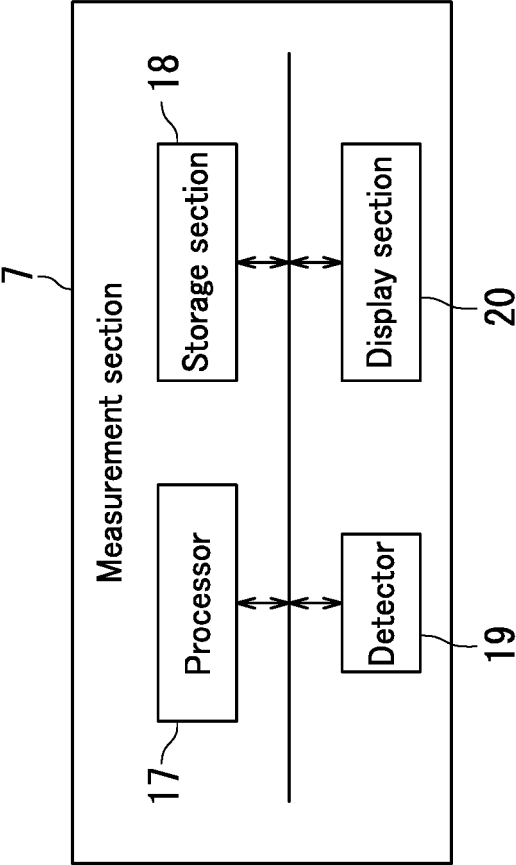 7
Measurement section
17
Processor
18
Storage section
Detector
19
Display section
20